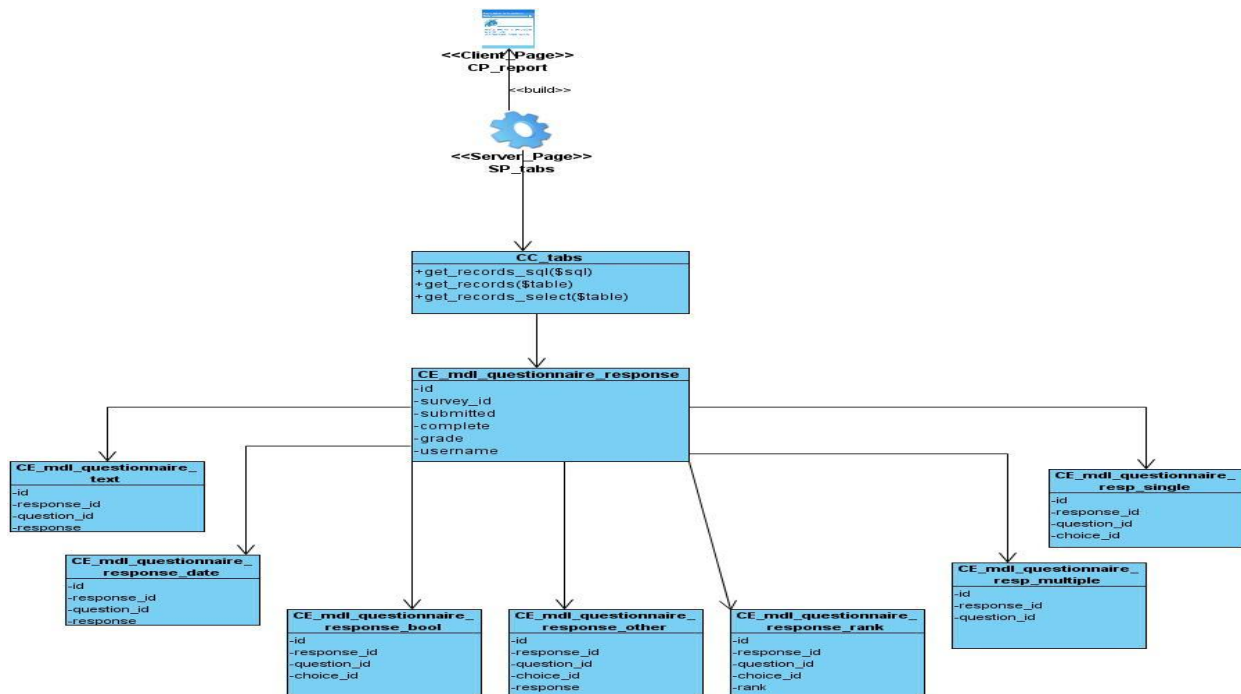 <<Client_Page>>
CP_report
<<build>>
<<Server_Page>>
SP_tabs
CC_tabs
+get_records_sql($sql)
+get_records($table)
+get_records_select($table)
CE_mdl_questionnaire_response
-id
-survey_id
-submitted
-complete
-grade
-username
CE_mdl_questionnaire_
text
-id
-response_id
-question_id
-response
CE_mdl_questionnaire_
response_date
-id
-response_id
-question_id
-response
CE_mdl_questionnaire_
response_bool
-id
-response_id
-question_id
-choice_id
CE_mdl_questionnaire_
response_other
-id
-response_id
-question_id
-choice_id
-response
CE_mdl_questionnaire_
response_rank
-id
-response_id
-question_id
-choice_id
-rank
CE_mdl_questionnaire_
resp_multiple
-id
-response_id
-question_id
CE_mdl_questionnaire_
resp_single
-id
-response_id
-question_id
-choice_id